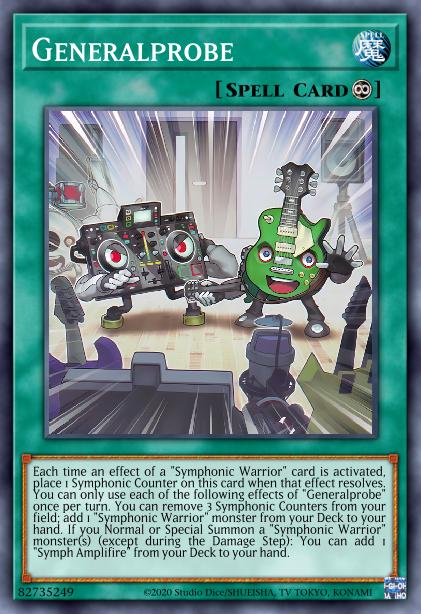 Generalprobe
SPELL
魔
[Spell Card]
Each time an effect of a "Symphonic Warrior" card is activated,
place 1 Symphonic Counter on this card when that effect resolves.
You can only use each of the following effects of "Generalprobe"
once per turn. You can remove 3 Symphonic Counters from your
field; add 1 "Symphonic Warrior" monster from your Deck to your
hand. If you Normal or Special Summon a "Symphonic Warrior"
monster(s) (except during the Damage Step): You can add 1
"Symph Amplifire" from your Deck to your hand.
82735249
©2020 Studio Dice/SHUEISHA, TV TOKYO, KONAMI